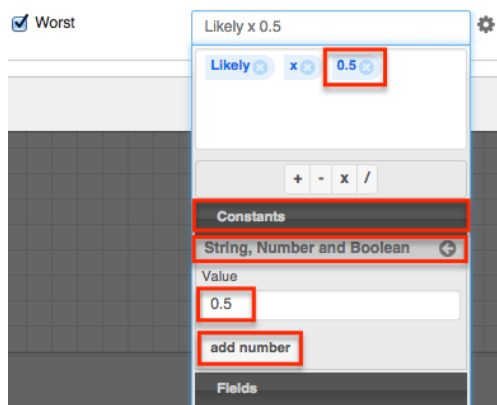 Worst
Likely x 0.5
Likely x 0.5
+ - x /
Constants
String, Number and Boolean
Value
0.5
add number
Fields